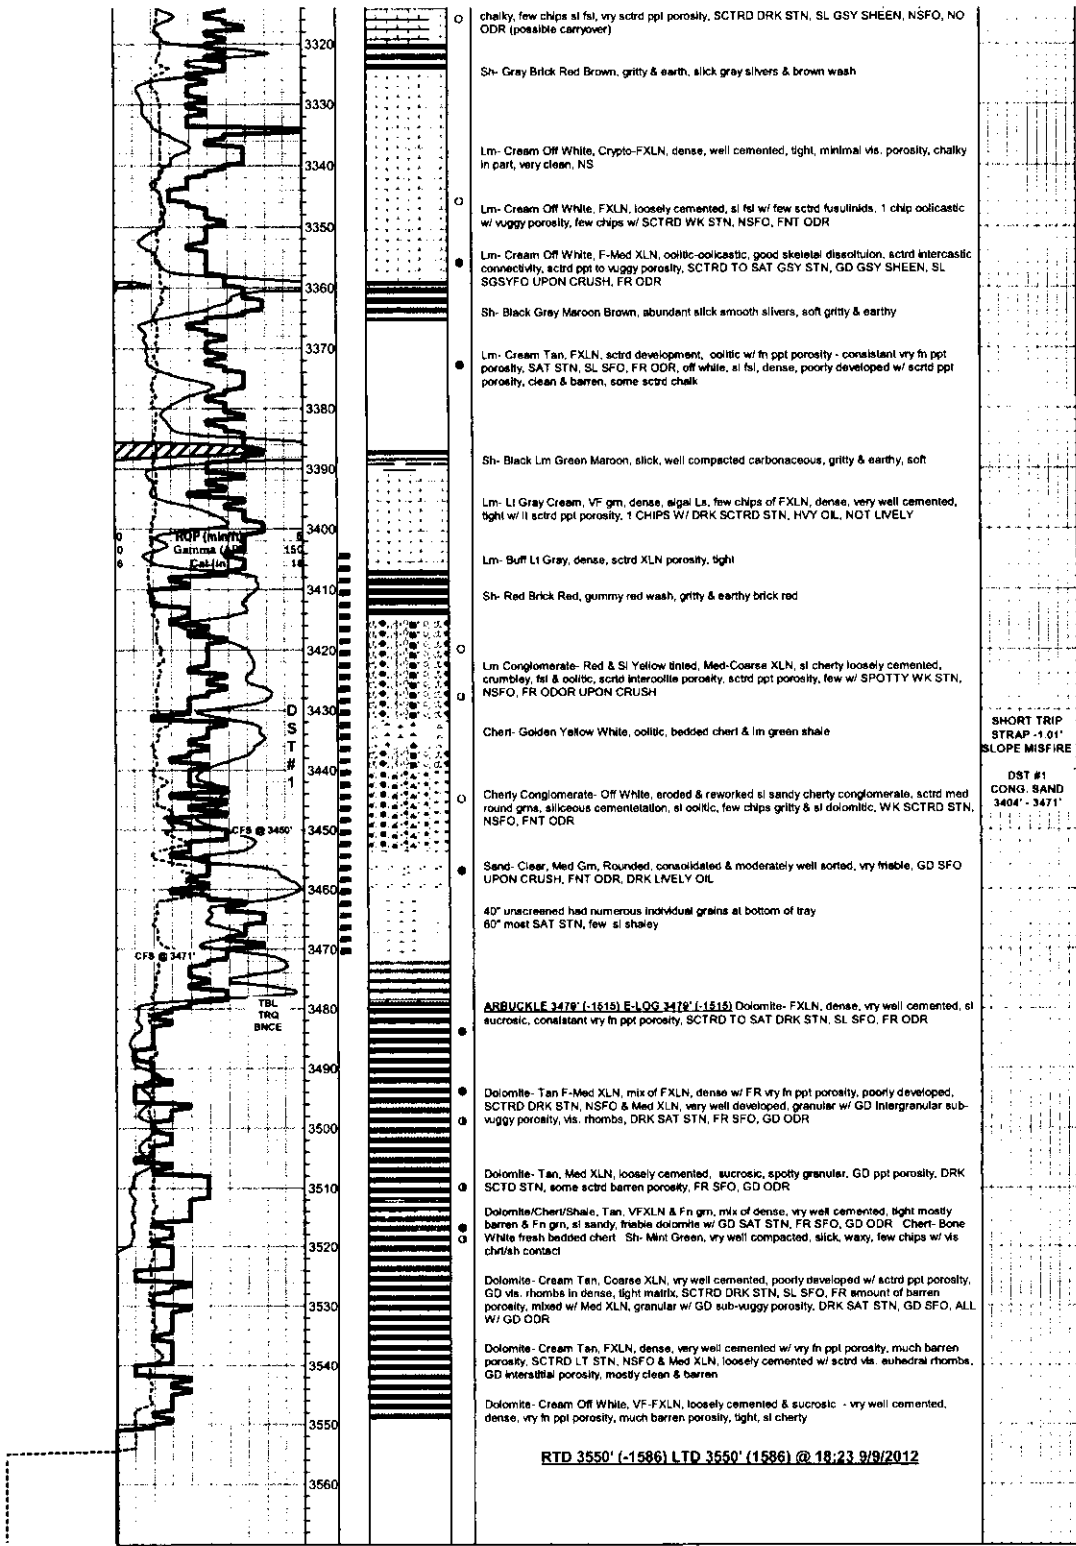 chalky, few chips sl fsl, vry sctrd ppt porosity, SCTRD DRK STN, SL GSY SHEEN, NSFO, NO
ODR (possible carryover)
3320
Sh- Gray Brick Red Brown, gritty & earth, slick gray slivers & brown wash
3330
3340
Lm- Cream Off White, Crypto-FXLN, dense, well cemented, tight, minimal vis. porosity, chalky
in part, very clean, NS
3350
Lm- Cream Off White, FXLN, loosely cemented, sl fsl w/ few sctrd fusulinids, 1 chip oolicastic
w/ vuggy porosity, few chips w/ SCTRD WK STN, NSFO, FNT ODR
Lm- Cream Off White, F-Med XLN, oolitic-oolicastic, good skeletal dissoltuion, sctrd intercastic
connectivity, sctrd ppt to vuggy porosity, SCTRD TO SAT GSY STN, GD GSY SHEEN, SL
SGSYFO UPON CRUSH, FR ODR
3360
Sh- Black Gray Maroon Brown, abundant slick smooth slivers, soft gritty & earthy
3370
Lm- Cream Tan, FXLN, sctrd development, oolitic w/ fn ppt porosity - consistant vry fn ppt
porosity, SAT STN, SL SFO, FR ODR, off white, sl fsl, dense, poorly developed w/ scrtd ppt
porosity, clean & barren, some sctrd chalk
3380
3390
Sh- Black Lm Green Maroon, slick, well compacted carbonaceous, gritty & earthy, soft
Lm- Lt Gray Cream, VF grn, dense, algal Ls, few chips of FXLN, dense, very well cemented,
tight w/ ll sctrd ppt porosity, 1 CHIPS W/ DRK SCTRD STN, HVY OIL, NOT LIVELY
3400
0 ROP (min/ft)
0 Gamma 150
6 Cal (in) 16
Lm- Buff Lt Gray, dense, sctrd XLN porosity, tight
3410
Sh- Red Brick Red, gummy red wash, gritty & earthy brick red
3420
Lm Conglomerate- Red & Sl Yellow tinted, Med-Coarse XLN, sl cherty loosely cemented,
crumbley, fsl & oolitic, scrtd interoolite porosity, sctrd ppt porosity, few w/ SPOTTY WK STN,
NSFO, FR ODOR UPON CRUSH
3430
DST #1
Chert- Golden Yellow White, oolitic, bedded chert & lm green shale
SHORT TRIP
STRAP -1.01'
SLOPE MISFIRE
3440
DST #1
CONG. SAND
3404' - 3471'
Cherty Conglomerate- Off White, eroded & reworked sl sandy cherty conglomerate, sctrd med
round grns, siliceous cementetation, sl oolitic, few chips gritty & sl dolomitic, WK SCTRD STN,
NSFO, FNT ODR
CFS @ 3450'
3450
Sand- Clear, Med Grn, Rounded, consolidated & moderately well sorted, vry friable, GD SFO
UPON CRUSH, FNT ODR, DRK LIVELY OIL
3460
40" unscreened had numerous individual grains at bottom of tray
60" most SAT STN, few sl shaley
3470
CFS @ 3471'
TBL
TRQ
BNCE
3480
ARBUCKLE 3479' (-1515) E-LOG 3479' (-1515) Dolomite- FXLN, dense, vry well cemented, sl
sucrosic, consistant vry fn ppt porosity, SCTRD TO SAT DRK STN, SL SFO, FR ODR
3490
Dolomite- Tan F-Med XLN, mix of FXLN, dense w/ FR vry fn ppt porosity, poorly developed,
SCTRD DRK STN, NSFO & Med XLN, very well developed, granular w/ GD Intergranular sub-
vuggy porosity, vis. rhombs, DRK SAT STN, FR SFO, GD ODR
3500
3510
Dolomite- Tan, Med XLN, loosely cemented, sucrosic, spotty granular, GD ppt porosity, DRK
SCTD STN, some sctrd barren porosity, FR SFO, GD ODR
Dolomite/Chert/Shale, Tan, VFXLN & Fn grn, mix of dense, vry well cemented, tight mostly
barren & Fn grn, sl sandy, friable dolomite w/ GD SAT STN, FR SFO, GD ODR Chert- Bone
White fresh bedded chert Sh- Mint Green, vry well compacted, slick, waxy, few chips w/ vis
chrt/sh contact
3520
Dolomite- Cream Tan, Coarse XLN, vry well cemented, poorly developed w/ sctrd ppt porosity,
GD vis. rhombs in dense, tight matrix, SCTRD DRK STN, SL SFO, FR amount of barren
porosity, mixed w/ Med XLN, granular w/ GD sub-vuggy porosity, DRK SAT STN, GD SFO, ALL
W/ GD ODR
3530
3540
Dolomite- Cream Tan, FXLN, dense, very well cemented w/ vry fn ppt porosity, much barren
porosity, SCTRD LT STN, NSFO & Med XLN, loosely cemented w/ sctrd vis. euhedral rhombs,
GD interstitial porosity, mostly clean & barren
3550
Dolomite- Cream Off White, VF-FXLN, loosely cemented & sucrosic - vry well cemented,
dense, vry fn ppt porosity, much barren porosity, tight, sl cherty
RTD 3550' (-1586) LTD 3550' (1586) @ 18:23 9/9/2012
3560